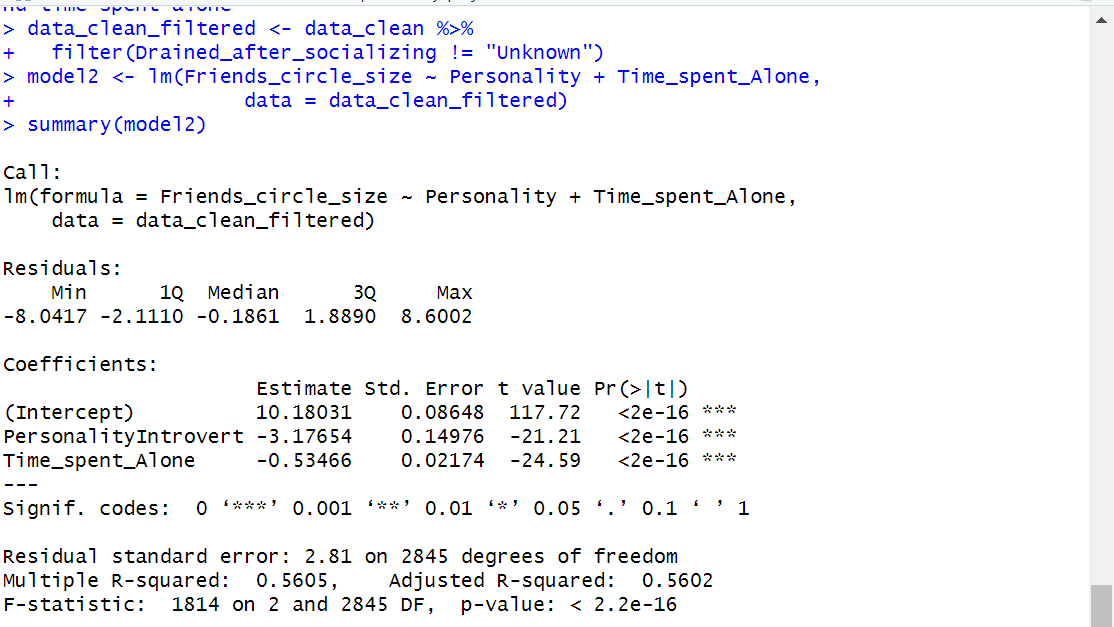 nd time spent alone
> data_clean_filtered <- data_clean %>%
+   filter(Drained_after_socializing != "Unknown")
> model2 <- lm(Friends_circle_size ~ Personality + Time_spent_Alone,
+                    data = data_clean_filtered)
> summary(model2)

Call:
lm(formula = Friends_circle_size ~ Personality + Time_spent_Alone,
    data = data_clean_filtered)

Residuals:
    Min      1Q  Median      3Q     Max
-8.0417 -2.1110 -0.1861  1.8890  8.6002

Coefficients:
                     Estimate Std. Error t value Pr(>|t|)
(Intercept)          10.18031    0.08648  117.72   <2e-16 ***
PersonalityIntrovert -3.17654    0.14976  -21.21   <2e-16 ***
Time_spent_Alone     -0.53466    0.02174  -24.59   <2e-16 ***
---
Signif. codes:  0 ‘***’ 0.001 ‘**’ 0.01 ‘*’ 0.05 ‘.’ 0.1 ‘ ’ 1

Residual standard error: 2.81 on 2845 degrees of freedom
Multiple R-squared:  0.5605,    Adjusted R-squared:  0.5602
F-statistic:  1814 on 2 and 2845 DF,  p-value: < 2.2e-16